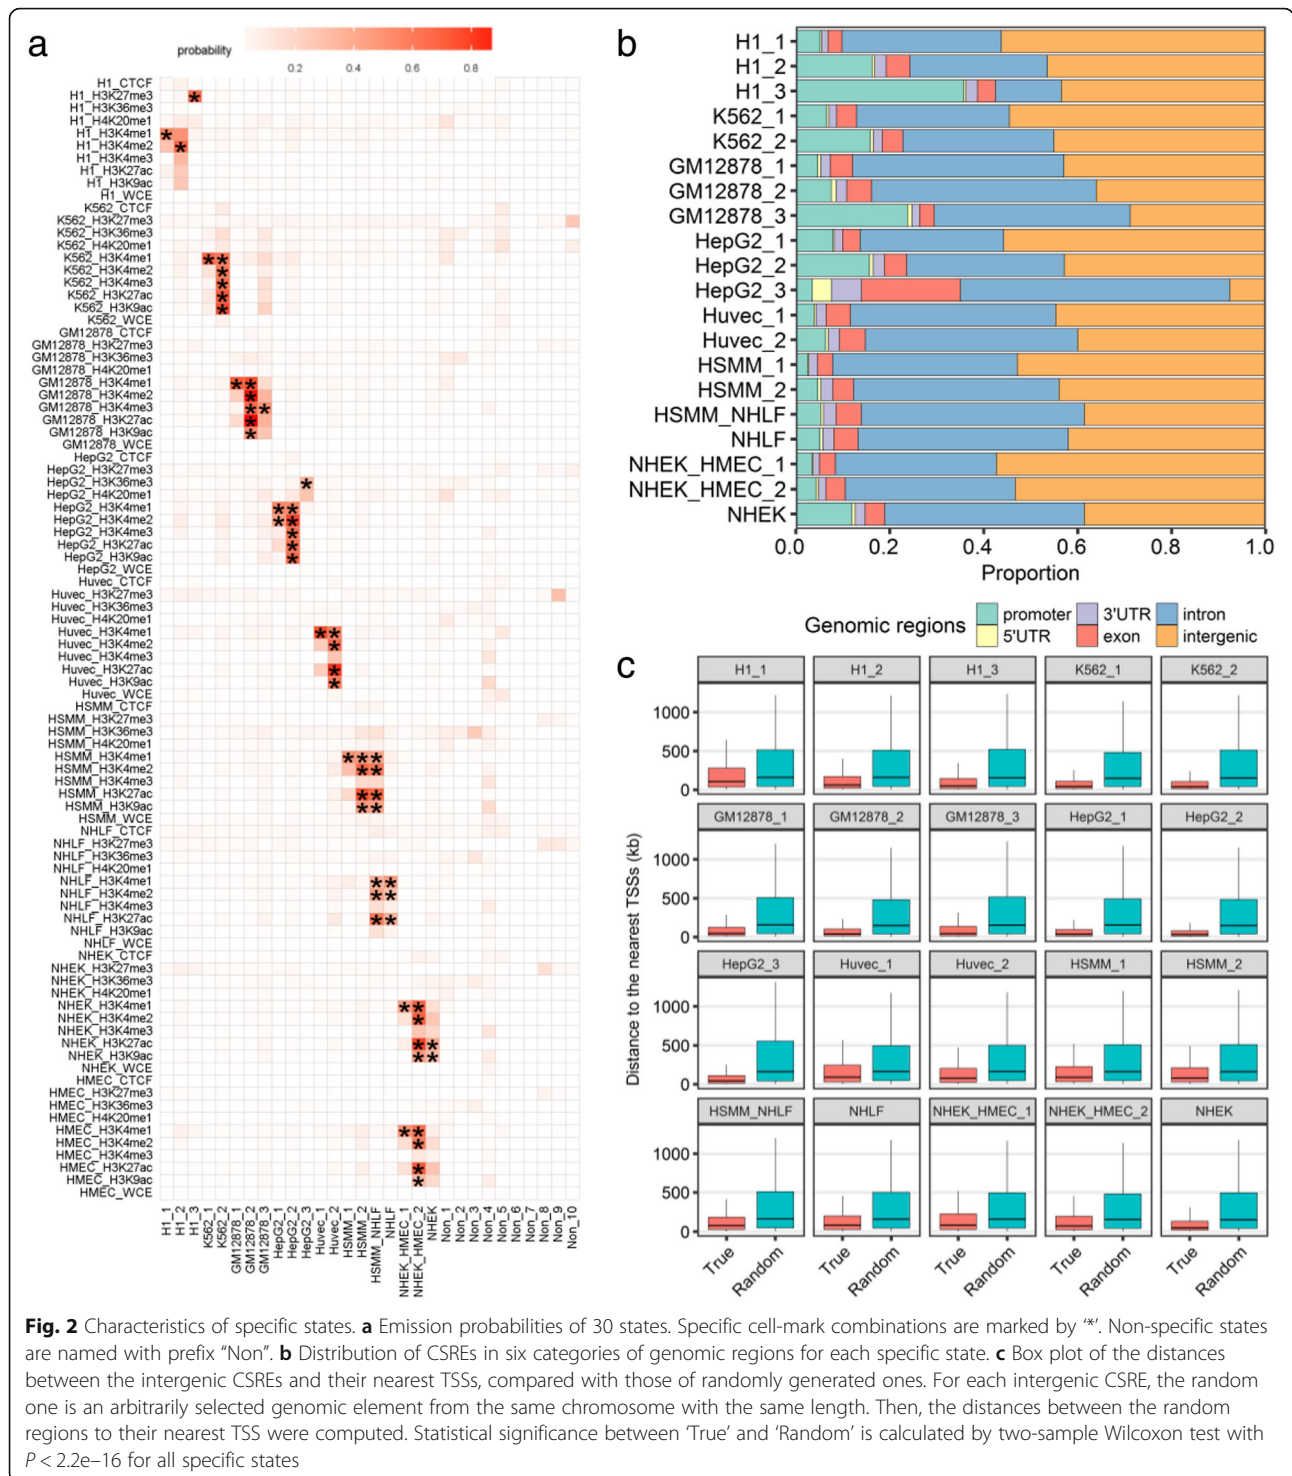 a
probability
0.2 0.4 0.6 0.8
H1_CTCF
H1_H3K27me3
H1_H3K36me3
H1_H4K20me1
H1_H3K4me1
H1_H3K4me2
H1_H3K4me3
H1_H3K27ac
H1_H3K9ac
H1_WCE
K562_CTCF
K562_H3K27me3
K562_H3K36me3
K562_H4K20me1
K562_H3K4me1
K562_H3K4me2
K562_H3K4me3
K562_H3K27ac
K562_H3K9ac
K562_WCE
GM12878_CTCF
GM12878_H3K27me3
GM12878_H3K36me3
GM12878_H4K20me1
GM12878_H3K4me1
GM12878_H3K4me2
GM12878_H3K4me3
GM12878_H3K27ac
GM12878_H3K9ac
GM12878_WCE
HepG2_CTCF
HepG2_H3K27me3
HepG2_H3K36me3
HepG2_H4K20me1
HepG2_H3K4me1
HepG2_H3K4me2
HepG2_H3K4me3
HepG2_H3K27ac
HepG2_H3K9ac
HepG2_WCE
Huvec_CTCF
Huvec_H3K27me3
Huvec_H3K36me3
Huvec_H4K20me1
Huvec_H3K4me1
Huvec_H3K4me2
Huvec_H3K4me3
Huvec_H3K27ac
Huvec_H3K9ac
Huvec_WCE
HSMM_CTCF
HSMM_H3K27me3
HSMM_H3K36me3
HSMM_H4K20me1
HSMM_H3K4me1
HSMM_H3K4me2
HSMM_H3K4me3
HSMM_H3K27ac
HSMM_H3K9ac
HSMM_WCE
NHLF_CTCF
NHLF_H3K27me3
NHLF_H3K36me3
NHLF_H4K20me1
NHLF_H3K4me1
NHLF_H3K4me2
NHLF_H3K4me3
NHLF_H3K27ac
NHLF_H3K9ac
NHLF_WCE
NHEK_CTCF
NHEK_H3K27me3
NHEK_H3K36me3
NHEK_H4K20me1
NHEK_H3K4me1
NHEK_H3K4me2
NHEK_H3K4me3
NHEK_H3K27ac
NHEK_H3K9ac
NHEK_WCE
HMEC_CTCF
HMEC_H3K27me3
HMEC_H3K36me3
HMEC_H4K20me1
HMEC_H3K4me1
HMEC_H3K4me2
HMEC_H3K4me3
HMEC_H3K27ac
HMEC_H3K9ac
HMEC_WCE
H1_1
H1_2
H1_3
K562_1
K562_2
GM12878_1
GM12878_2
GM12878_3
HepG2_1
HepG2_2
HepG2_3
Huvec_1
Huvec_2
HSMM_1
HSMM_2
HSMM_NHLF
NHLF
NHEK_HMEC_1
NHEK_HMEC_2
NHEK
Non_1
Non_2
Non_3
Non_4
Non_5
Non_6
Non_7
Non_8
Non_9
Non_10
b
H1_1
H1_2
H1_3
K562_1
K562_2
GM12878_1
GM12878_2
GM12878_3
HepG2_1
HepG2_2
HepG2_3
Huvec_1
Huvec_2
HSMM_1
HSMM_2
HSMM_NHLF
NHLF
NHEK_HMEC_1
NHEK_HMEC_2
NHEK
0.0 0.2 0.4 0.6 0.8 1.0
Proportion
Genomic regions
promoter 3'UTR intron
5'UTR exon intergenic
c
Distance to the nearest TSSs (kb)
H1_1 H1_2 H1_3 K562_1 K562_2
1000
500
0
GM12878_1 GM12878_2 GM12878_3 HepG2_1 HepG2_2
1000
500
0
HepG2_3 Huvec_1 Huvec_2 HSMM_1 HSMM_2
1000
500
0
HSMM_NHLF NHLF NHEK_HMEC_1 NHEK_HMEC_2 NHEK
1000
500
0
True Random True Random True Random True Random True Random
Fig. 2 Characteristics of specific states. a Emission probabilities of 30 states. Specific cell-mark combinations are marked by ‘*’. Non-specific states
are named with prefix “Non”. b Distribution of CSREs in six categories of genomic regions for each specific state. c Box plot of the distances
between the intergenic CSREs and their nearest TSSs, compared with those of randomly generated ones. For each intergenic CSRE, the random
one is an arbitrarily selected genomic element from the same chromosome with the same length. Then, the distances between the random
regions to their nearest TSS were computed. Statistical significance between ‘True’ and ‘Random’ is calculated by two-sample Wilcoxon test with
P < 2.2e−16 for all specific states